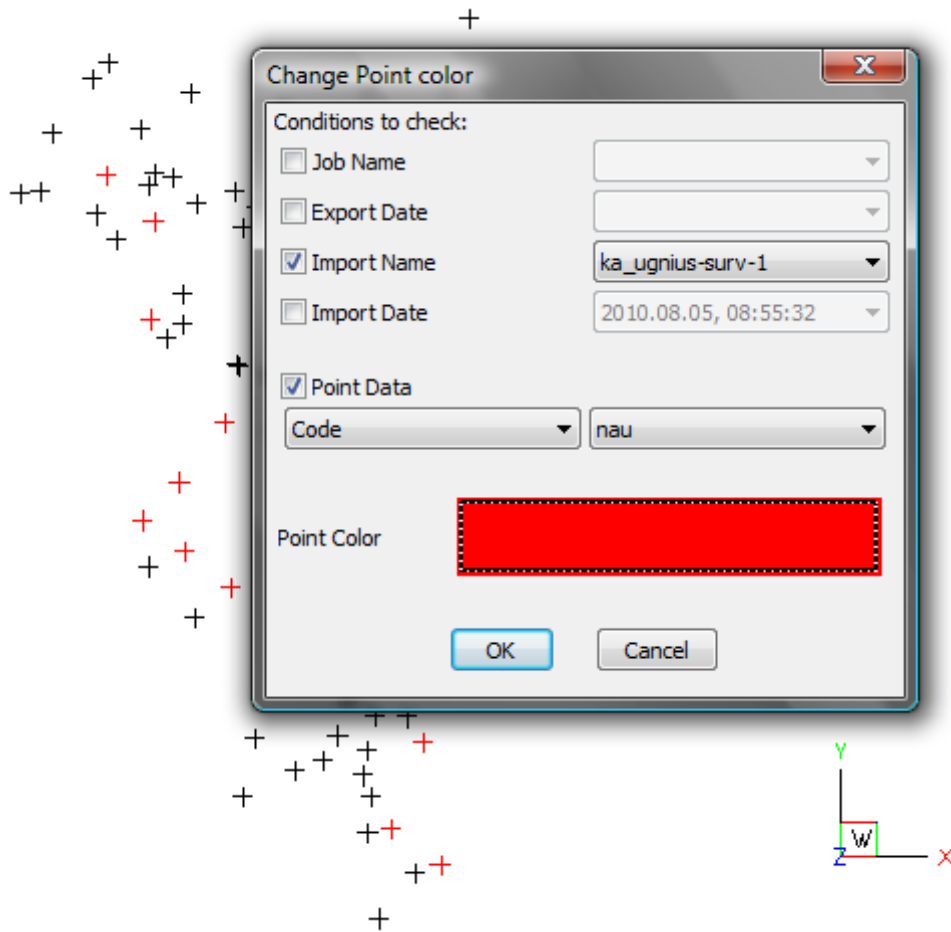 Change Point color
Conditions to check:
Job Name
Export Date
Import Name ka_ugnius-surv-1
Import Date 2010.08.05, 08:55:32
Point Data
Code nau
Point Color
OK Cancel
Y
W
Z X